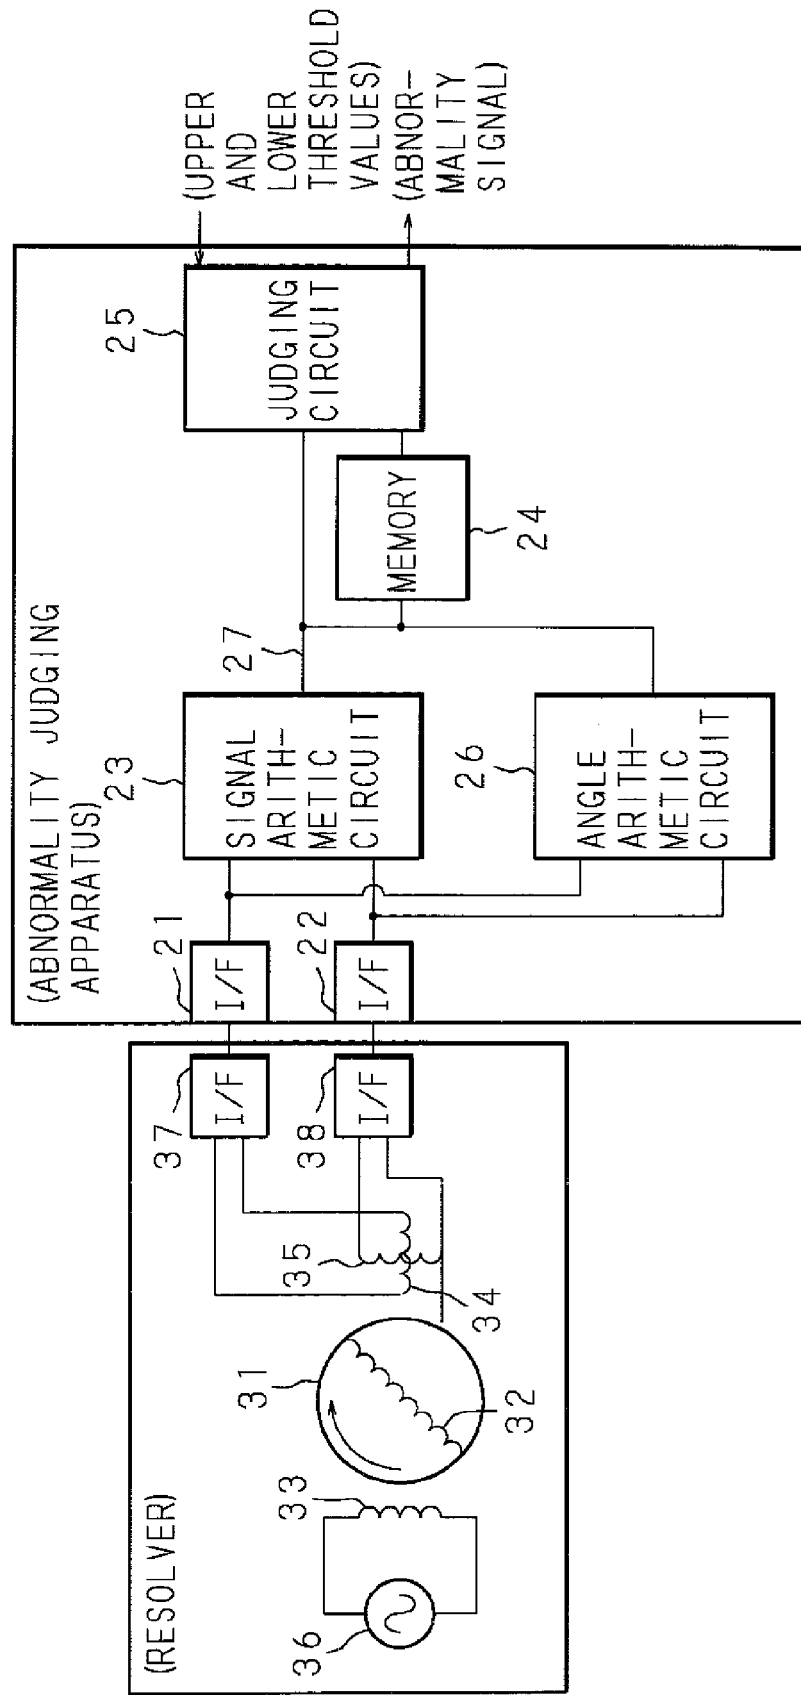 (ABNORMALITY JUDGING
APPARATUS)
(RESOLVER)
36
33
31
32
34
35
37
I/F
38
I/F
21
I/F
22
I/F
23
SIGNAL
ARITH-
METIC
CIRCUIT
26
ANGLE
ARITH-
METIC
CIRCUIT
27
MEMORY
24
25
JUDGING
CIRCUIT
(UPPER
AND
LOWER
THRESHOLD
VALUES)
(ABNOR-
MALITY
SIGNAL)